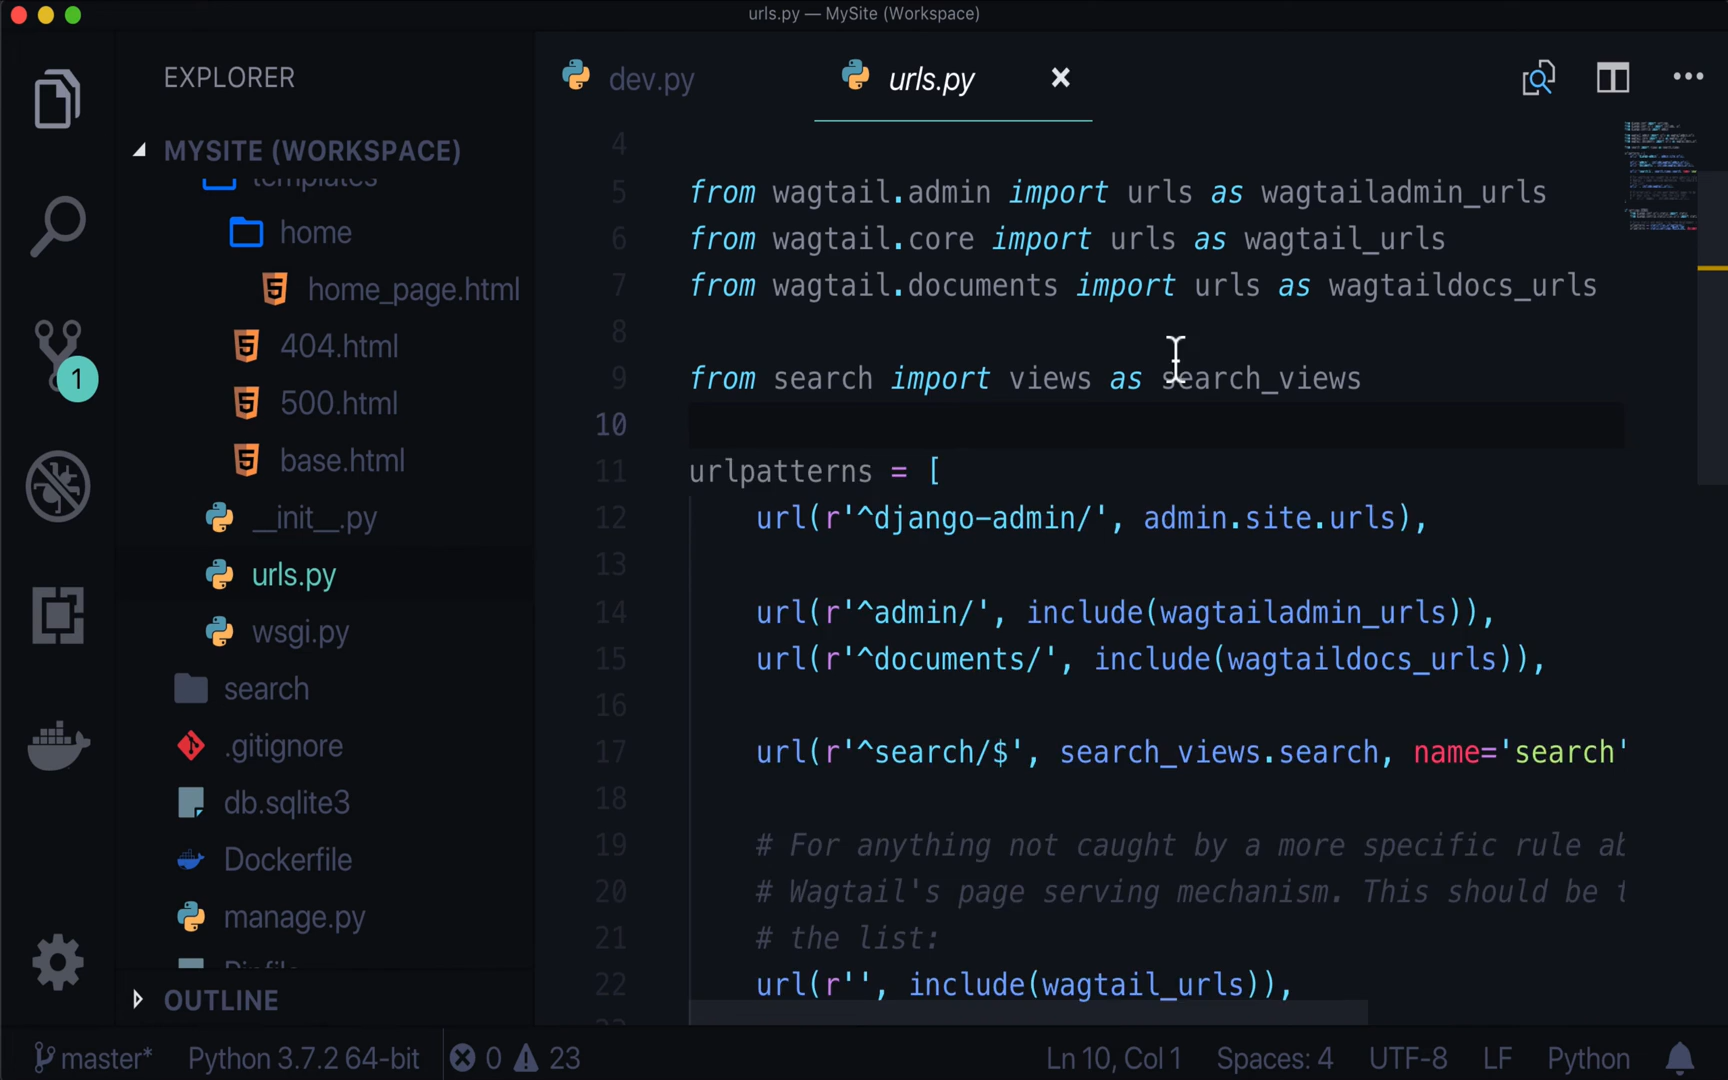 urls.py — MySite (Workspace)
EXPLORER
MYSITE (WORKSPACE)
templates
home
home_page.html
404.html
500.html
base.html
__init__.py
urls.py
wsgi.py
search
.gitignore
db.sqlite3
Dockerfile
manage.py
Pipfile
OUTLINE
1
dev.py
urls.py
4
5 from wagtail.admin import urls as wagtailadmin_urls
6 from wagtail.core import urls as wagtail_urls
7 from wagtail.documents import urls as wagtaildocs_urls
8
9 from search import views as search_views
10
11 urlpatterns = [
12 url(r'^django-admin/', admin.site.urls),
13
14 url(r'^admin/', include(wagtailadmin_urls)),
15 url(r'^documents/', include(wagtaildocs_urls)),
16
17 url(r'^search/$', search_views.search, name='search'
18
19 # For anything not caught by a more specific rule ab
20 # Wagtail's page serving mechanism. This should be t
21 # the list:
22 url(r'', include(wagtail_urls)),
master* Python 3.7.2 64-bit 0 23 Ln 10, Col 1 Spaces: 4 UTF-8 LF Python